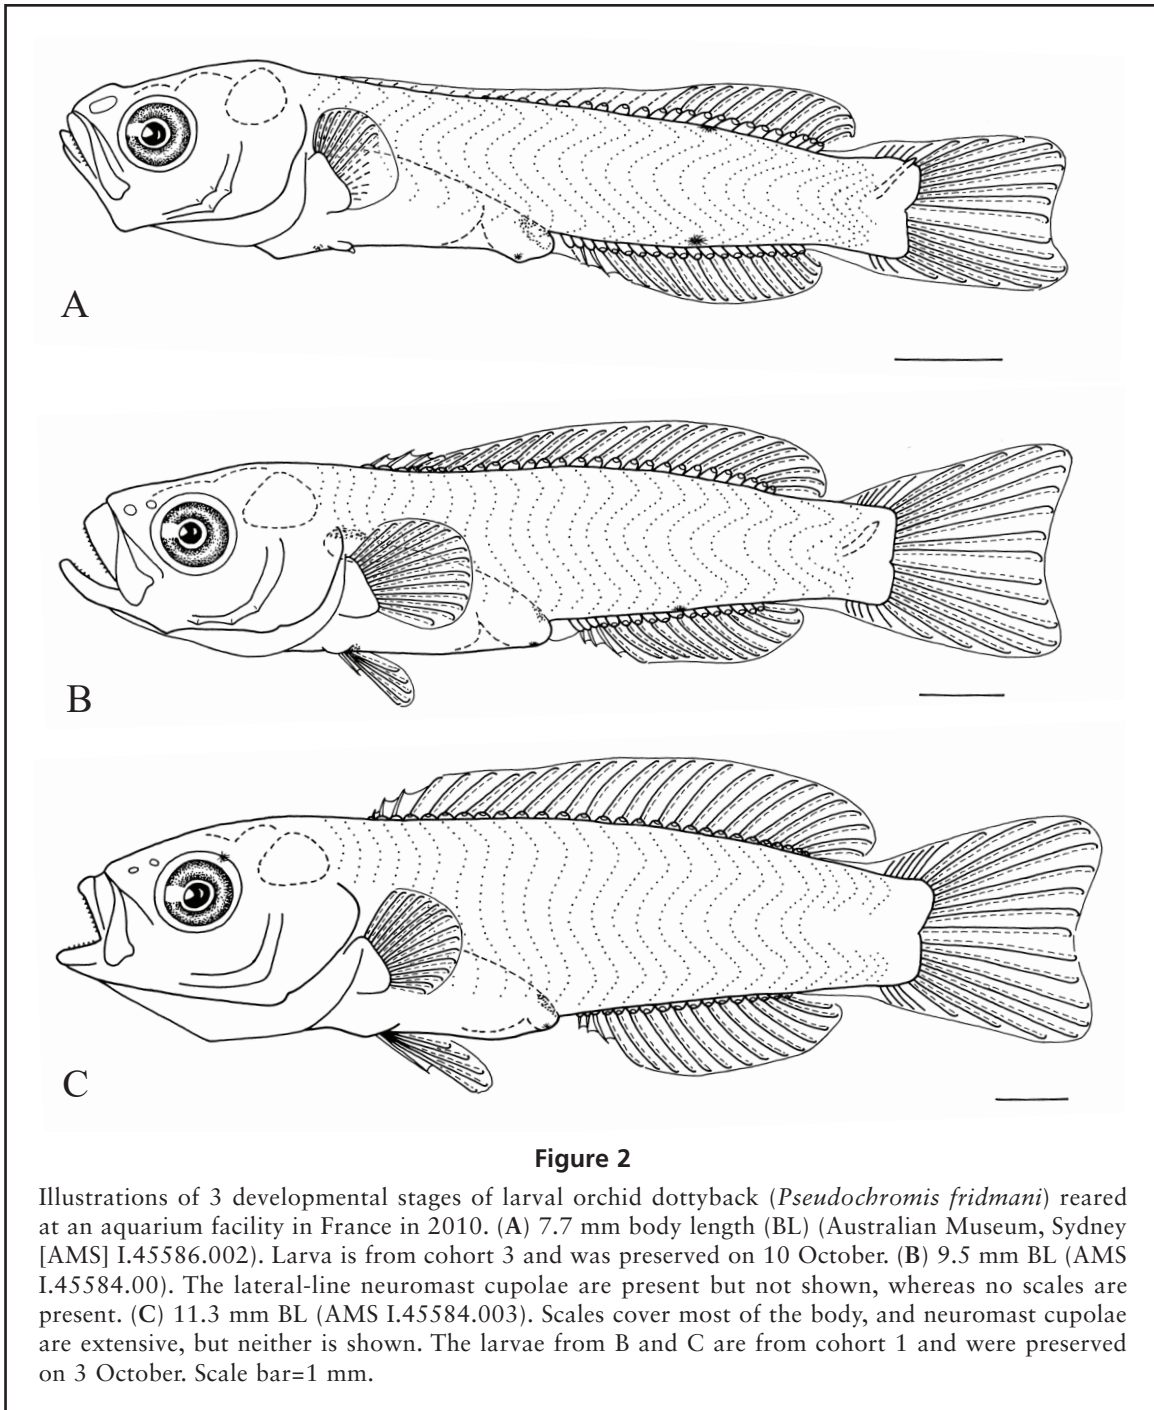 A
B
C
Figure 2
Illustrations of 3 developmental stages of larval orchid dottyback (Pseudochromis fridmani) reared
at an aquarium facility in France in 2010. (A) 7.7 mm body length (BL) (Australian Museum, Sydney
[AMS] I.45586.002). Larva is from cohort 3 and was preserved on 10 October. (B) 9.5 mm BL (AMS
I.45584.00). The lateral-line neuromast cupolae are present but not shown, whereas no scales are
present. (C) 11.3 mm BL (AMS I.45584.003). Scales cover most of the body, and neuromast cupolae
are extensive, but neither is shown. The larvae from B and C are from cohort 1 and were preserved
on 3 October. Scale bar=1 mm.